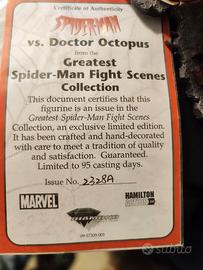 Certificate of Authenticity
SPIDER-MAN
vs. Doctor Octopus
from the
Greatest
Spider-Man Fight Scenes
Collection
This document certifies that this
figurine is an issue in the
Greatest Spider-Man Fight Scenes
Collection, an exclusive limited edition.
It has been crafted and hand-decorated
with care to meet a tradition of quality
and satisfaction. Guaranteed.
Limited to 95 casting days.
Issue No. 2328A
MARVEL
HAMILTON
DIAMOND
subito